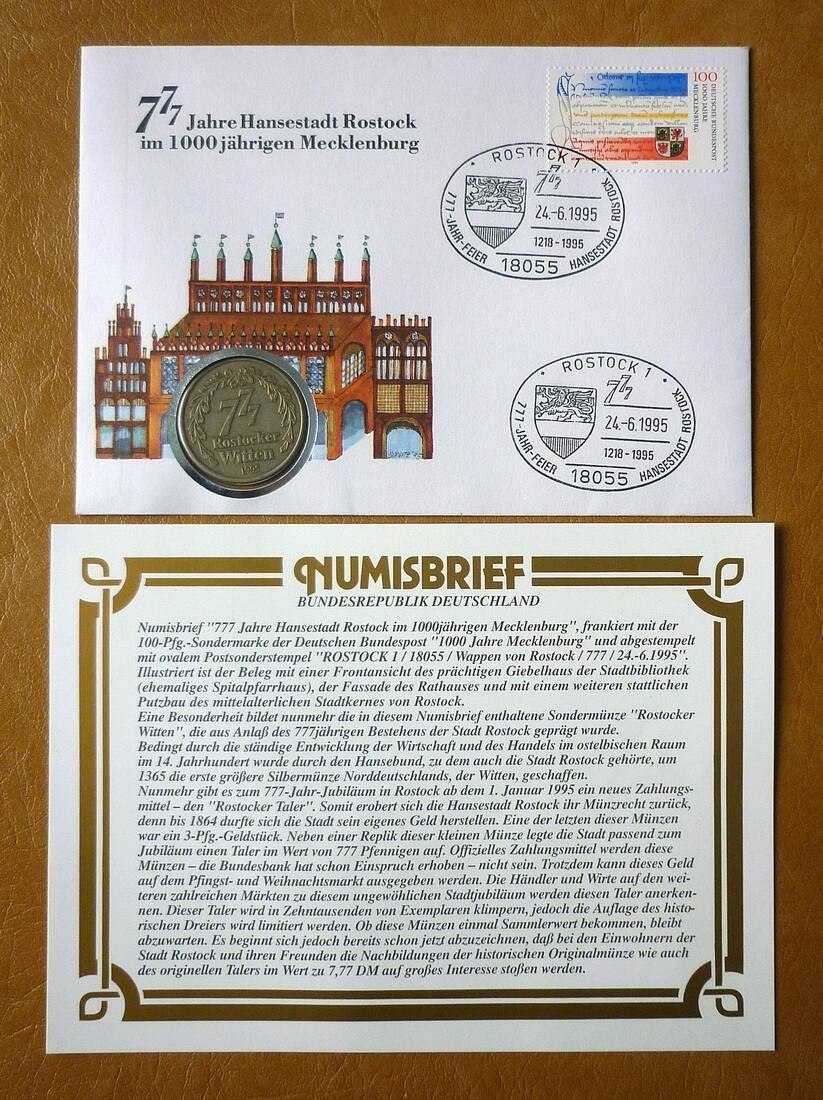 777 Jahre Hansestadt Rostock
im 1000 jährigen Mecklenburg
100
DEUTSCHE BUNDESPOST
1000 JAHRE
MECKLENBURG
· ROSTOCK 1 ·
777
24.-6.1995
1218-1995
18055
777-JAHR-FEIER
HANSESTADT ROSTOCK
777
Rostocker
Witten
1995
· ROSTOCK 1 ·
777
24.-6.1995
1218-1995
18055
777-JAHR-FEIER
HANSESTADT ROSTOCK
NUMISBRIEF
BUNDESREPUBLIK DEUTSCHLAND
Numisbrief "777 Jahre Hansestadt Rostock im 1000jährigen Mecklenburg", frankiert mit der
100-Pfg.-Sondermarke der Deutschen Bundespost "1000 Jahre Mecklenburg" und abgestempelt
mit ovalem Postsonderstempel "ROSTOCK 1 / 18055 / Wappen von Rostock / 777 / 24.-6.1995".
Illustriert ist der Beleg mit einer Frontansicht des prächtigen Giebelhaus der Stadtbibliothek
(ehemaliges Spitalpfarrhaus), der Fassade des Rathauses und mit einem weiteren stattlichen
Putzbau des mittelalterlichen Stadtkernes von Rostock.
Eine Besonderheit bildet nunmehr die in diesem Numisbrief enthaltene Sondermünze "Rostocker
Witten", die aus Anlaß des 777jährigen Bestehens der Stadt Rostock geprägt wurde.
Bedingt durch die ständige Entwicklung der Wirtschaft und des Handels im ostelbischen Raum
im 14. Jahrhundert wurde durch den Hansebund, zu dem auch die Stadt Rostock gehörte, um
1365 die erste größere Silbermünze Norddeutschlands, der Witten, geschaffen.
Nunmehr gibt es zum 777-Jahr-Jubiläum in Rostock ab dem 1. Januar 1995 ein neues Zahlungs-
mittel – den "Rostocker Taler". Somit erobert sich die Hansestadt Rostock ihr Münzrecht zurück,
denn bis 1864 durfte sich die Stadt sein eigenes Geld herstellen. Eine der letzten dieser Münzen
war ein 3-Pfg.-Geldstück. Neben einer Replik dieser kleinen Münze legte die Stadt passend zum
Jubiläum einen Taler im Wert von 777 Pfennigen auf. Offizielles Zahlungsmittel werden diese
Münzen – die Bundesbank hat schon Einspruch erhoben – nicht sein. Trotzdem kann dieses Geld
auf dem Pfingst- und Weihnachtsmarkt ausgegeben werden. Die Händler und Wirte auf den wei-
teren zahlreichen Märkten zu diesem ungewöhlichen Stadtjubiläum werden diesen Taler anerken-
nen. Dieser Taler wird in Zehntausenden von Exemplaren klimpern, jedoch die Auflage des histo-
rischen Dreiers wird limitiert werden. Ob diese Münzen einmal Sammlerwert bekommen, bleibt
abzuwarten. Es beginnt sich jedoch bereits schon jetzt abzuzeichnen, daß bei den Einwohnern der
Stadt Rostock und ihren Freunden die Nachbildungen der historischen Originalmünze wie auch
des originellen Talers im Wert zu 7,77 DM auf großes Interesse stoßen werden.